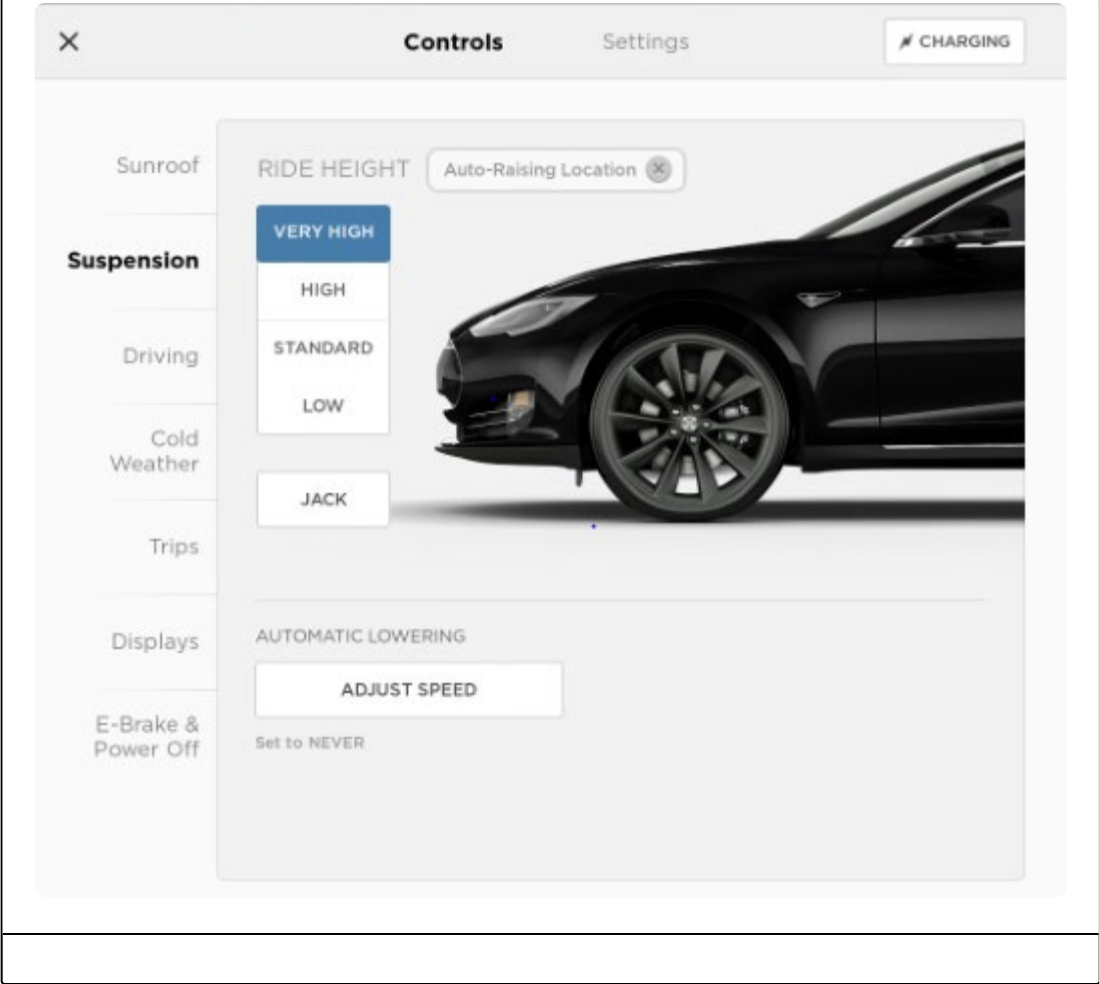 Controls
Settings
CHARGING
Sunroof
Suspension
Driving
Cold
Weather
Trips
Displays
E-Brake &
Power Off
RIDE HEIGHT
Auto-Raising Location
VERY HIGH
HIGH
STANDARD
LOW
JACK
AUTOMATIC LOWERING
ADJUST SPEED
Set to NEVER